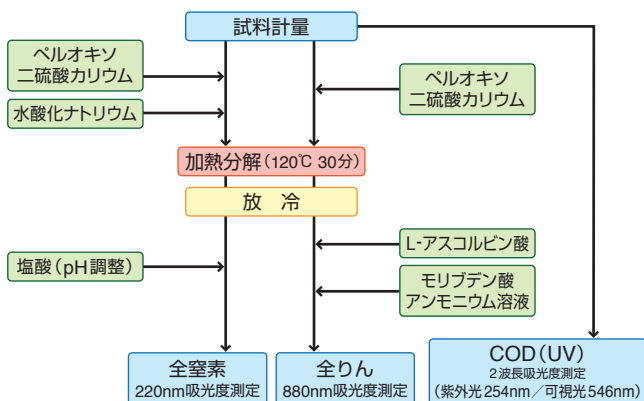 試料計量
ペルオキソ
二硫酸カリウム
水酸化ナトリウム
ペルオキソ
二硫酸カリウム
加熱分解(120℃ 30分)
放 冷
L-アスコルビン酸
塩酸(pH調整)
モリブデン酸
アンモニウム溶液
全窒素
220nm吸光度測定
全りん
880nm吸光度測定
COD(UV)
2波長吸光度測定
(紫外光254nm/可視光546nm)